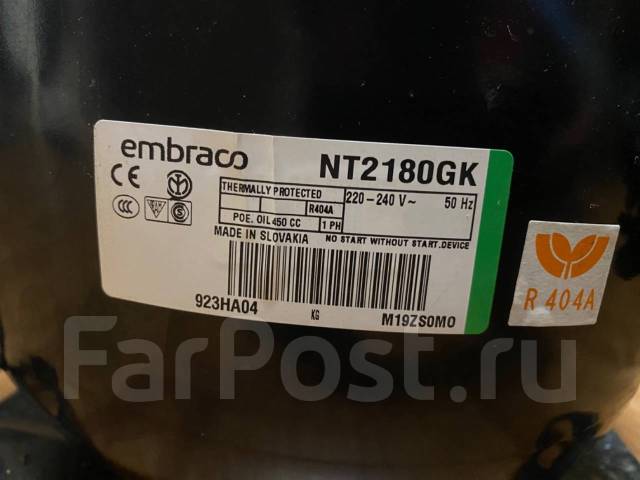 embraco
NT2180GK
CE
THERMALLY PROTECTED
R404A
POE. OIL 450 CC
1 PH
220-240 V~ 50 Hz
MADE IN SLOVAKIA
NO START WITHOUT START.DEVICE
CCC
S
923HA04
KG
M19ZS0M0
R 404A
FarPost.ru